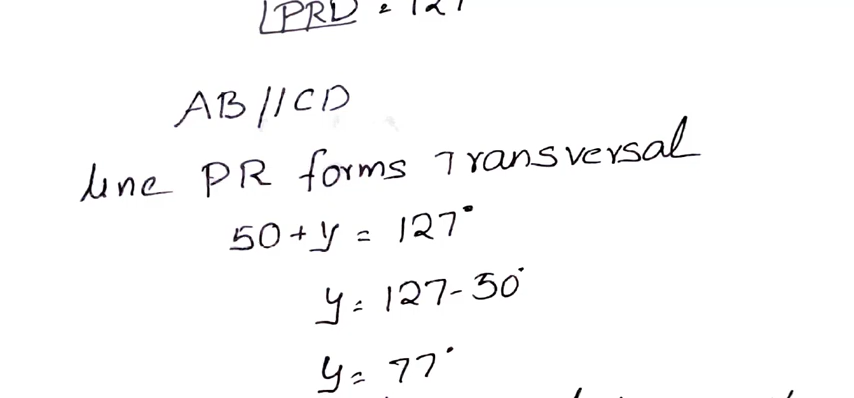 ∠PRD = 127
AB//CD
line PR forms Transversal
50+y = 127°
y = 127-50°
y = 77°